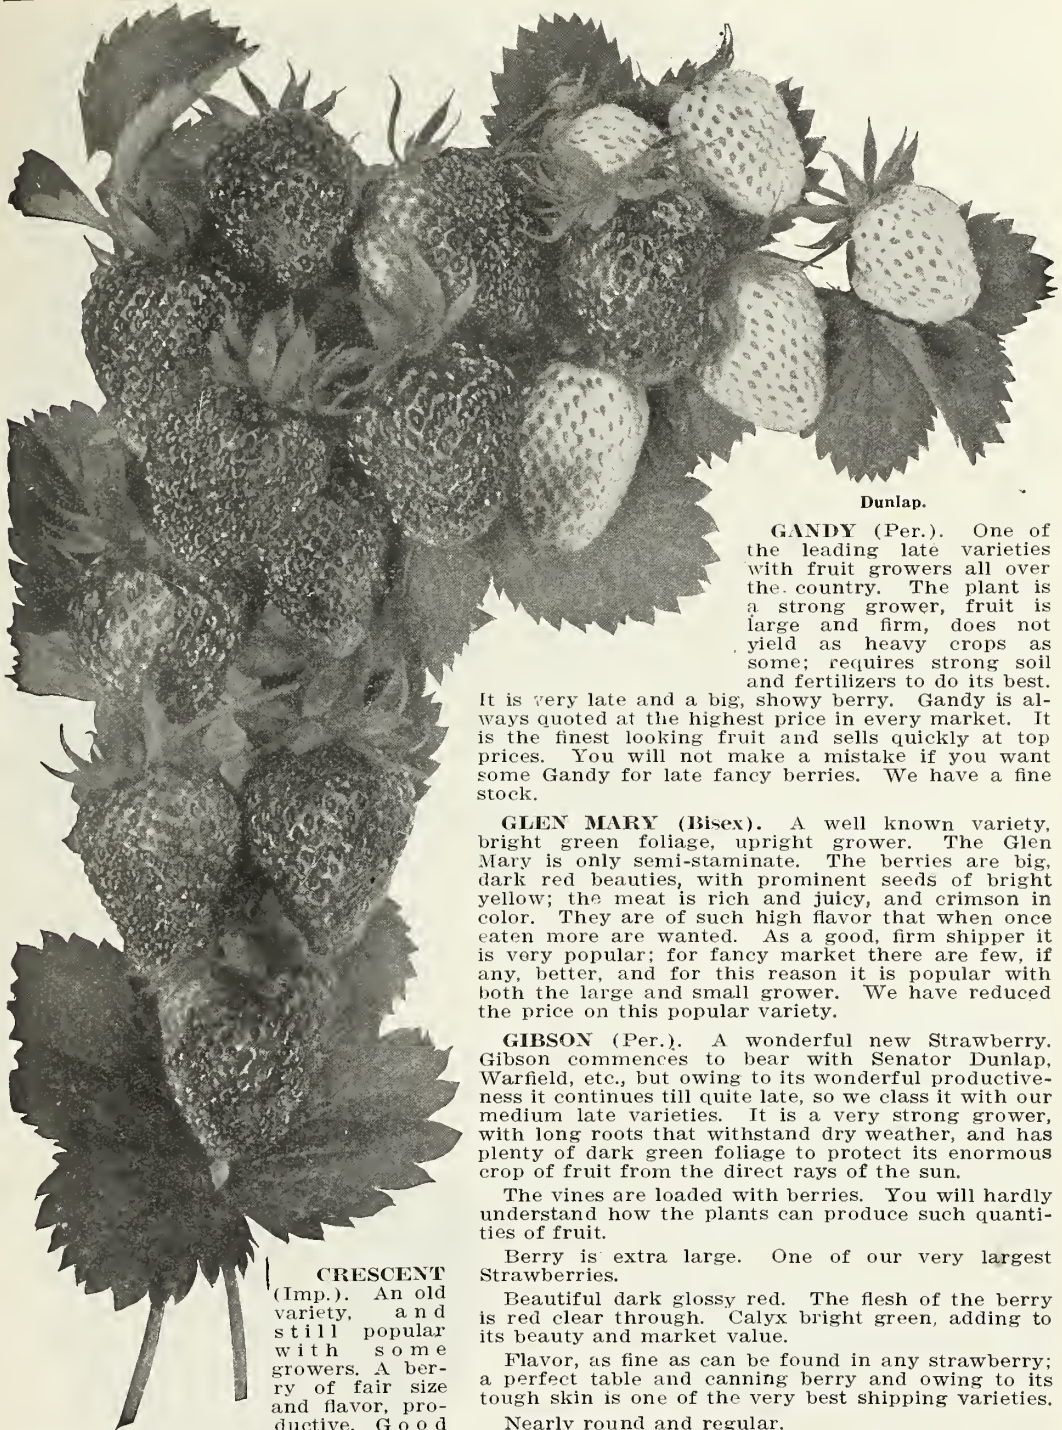 Dunlap.
GANDY (Per.). One of
the leading late varieties
with fruit growers all over
the country. The plant is
a strong grower, fruit is
large and firm, does not
yield as heavy crops as
some; requires strong soil
and fertilizers to do its best.
It is very late and a big, showy berry. Gandy is al-
ways quoted at the highest price in every market. It
is the finest looking fruit and sells quickly at top
prices. You will not make a mistake if you want
some Gandy for late fancy berries. We have a fine
stock.
GLEN MARY (Bisex). A well known variety,
bright green foliage, upright grower. The Glen
Mary is only semi-staminate. The berries are big,
dark red beauties, with prominent seeds of bright
yellow; the meat is rich and juicy, and crimson in
color. They are of such high flavor that when once
eaten more are wanted. As a good, firm shipper it
is very popular; for fancy market there are few, if
any, better, and for this reason it is popular with
both the large and small grower. We have reduced
the price on this popular variety.
GIBSON (Per.). A wonderful new Strawberry.
Gibson commences to bear with Senator Dunlap,
Warfield, etc., but owing to its wonderful productive-
ness it continues till quite late, so we class it with our
medium late varieties. It is a very strong grower,
with long roots that withstand dry weather, and has
plenty of dark green foliage to protect its enormous
crop of fruit from the direct rays of the sun.
The vines are loaded with berries. You will hardly
understand how the plants can produce such quanti-
ties of fruit.
Berry is extra large. One of our very largest
Strawberries.
Beautiful dark glossy red. The flesh of the berry
is red clear through. Calyx bright green, adding to
its beauty and market value.
Flavor, as fine as can be found in any strawberry;
a perfect table and canning berry and owing to its
tough skin is one of the very best shipping varieties.
Nearly round and regular.
CRESCENT
(Imp.). An old
variety, and
still popular
with some
growers. A ber-
ry of fair size
and flavor, pro-
ductive. Good